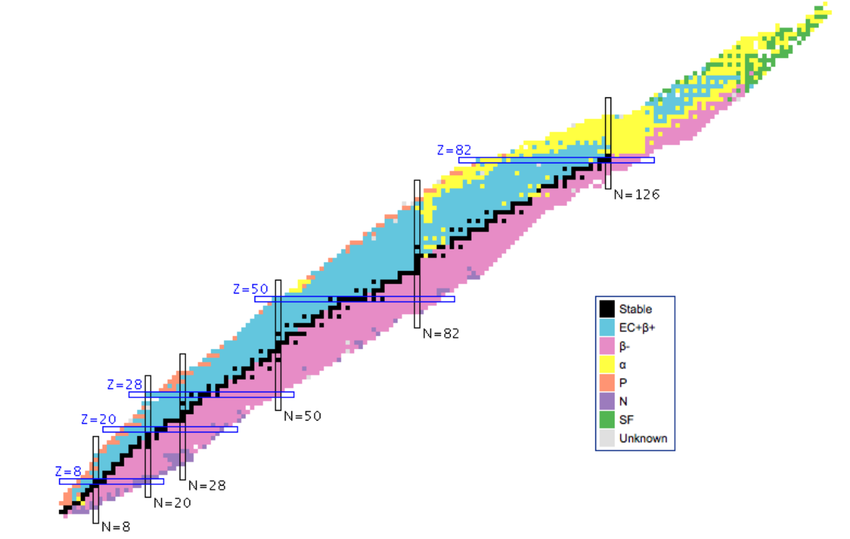 Z=82
N=126
Z=50
N=82
Stable
EC+β+
β-
α
P
N
SF
Unknown
Z=28
N=50
Z=20
N=28
Z=8
N=20
N=8